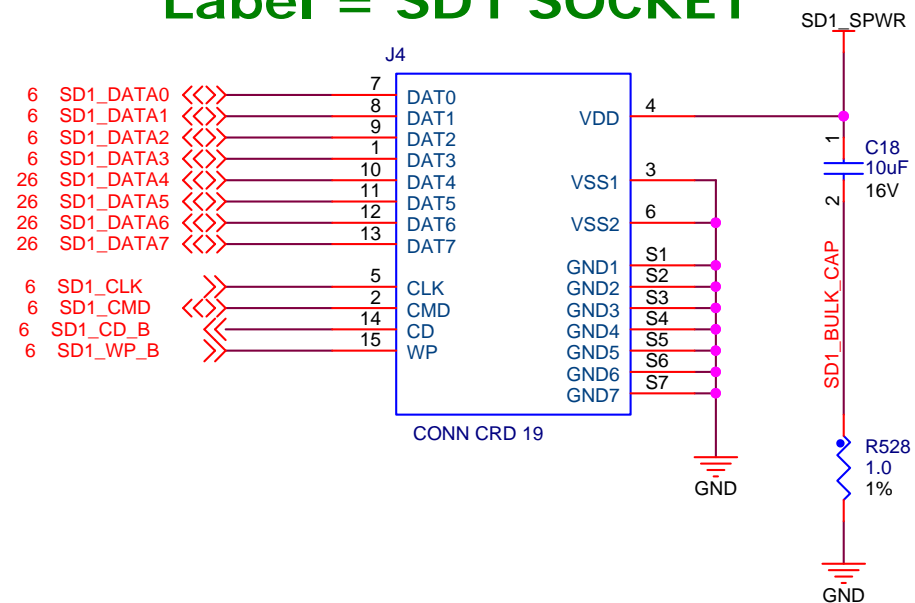 Label = SD1 SOCKET
SD1_SPWR
J4
6 SD1_DATA0 7 DAT0
6 SD1_DATA1 8 DAT1
6 SD1_DATA2 9 DAT2
6 SD1_DATA3 1 DAT3
26 SD1_DATA4 10 DAT4
26 SD1_DATA5 11 DAT5
26 SD1_DATA6 12 DAT6
26 SD1_DATA7 13 DAT7
6 SD1_CLK 5 CLK
6 SD1_CMD 2 CMD
6 SD1_CD_B 14 CD
6 SD1_WP_B 15 WP
VDD 4
VSS1 3
VSS2 6
GND1 S1
GND2 S2
GND3 S3
GND4 S4
GND5 S5
GND6 S6
GND7 S7
CONN CRD 19
GND
1
C18
10uF
16V
2
SD1_BULK_CAP
R528
1.0
1%
GND